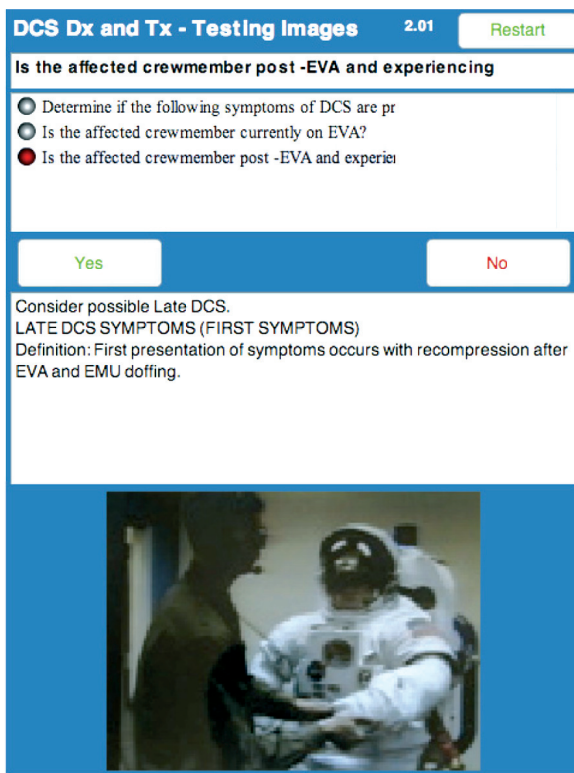 DCS Dx and Tx - Testing Images 2.01 Restart
Is the affected crewmember post -EVA and experiencing
Determine if the following symptoms of DCS are pr
Is the affected crewmember currently on EVA?
Is the affected crewmember post -EVA and experier
Yes No
Consider possible Late DCS.
LATE DCS SYMPTOMS (FIRST SYMPTOMS)
Definition: First presentation of symptoms occurs with recompression after
EVA and EMU doffing.